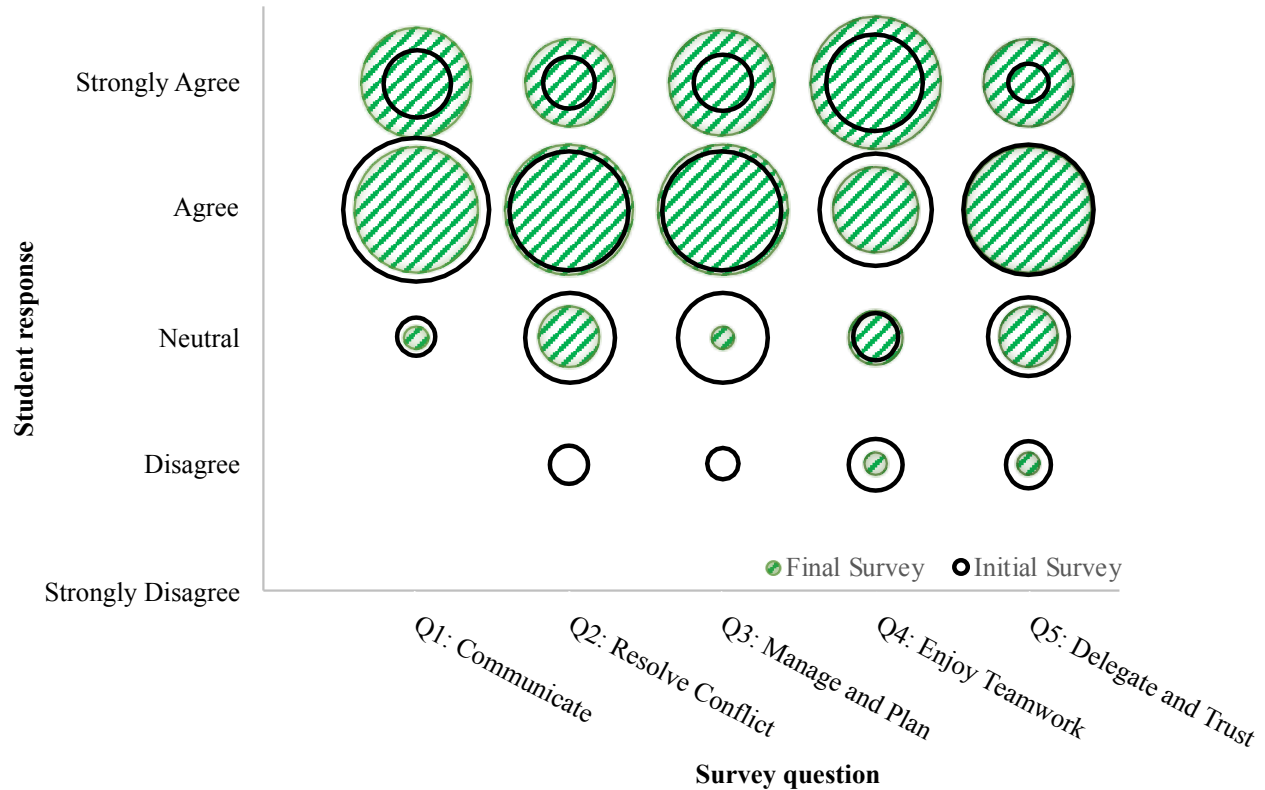 Strongly Agree
Agree
Neutral
Disagree
Strongly Disagree
Student response
Final Survey
Initial Survey
Q1: Communicate
Q2: Resolve Conflict
Q3: Manage and Plan
Q4: Enjoy Teamwork
Q5: Delegate and Trust
Survey question